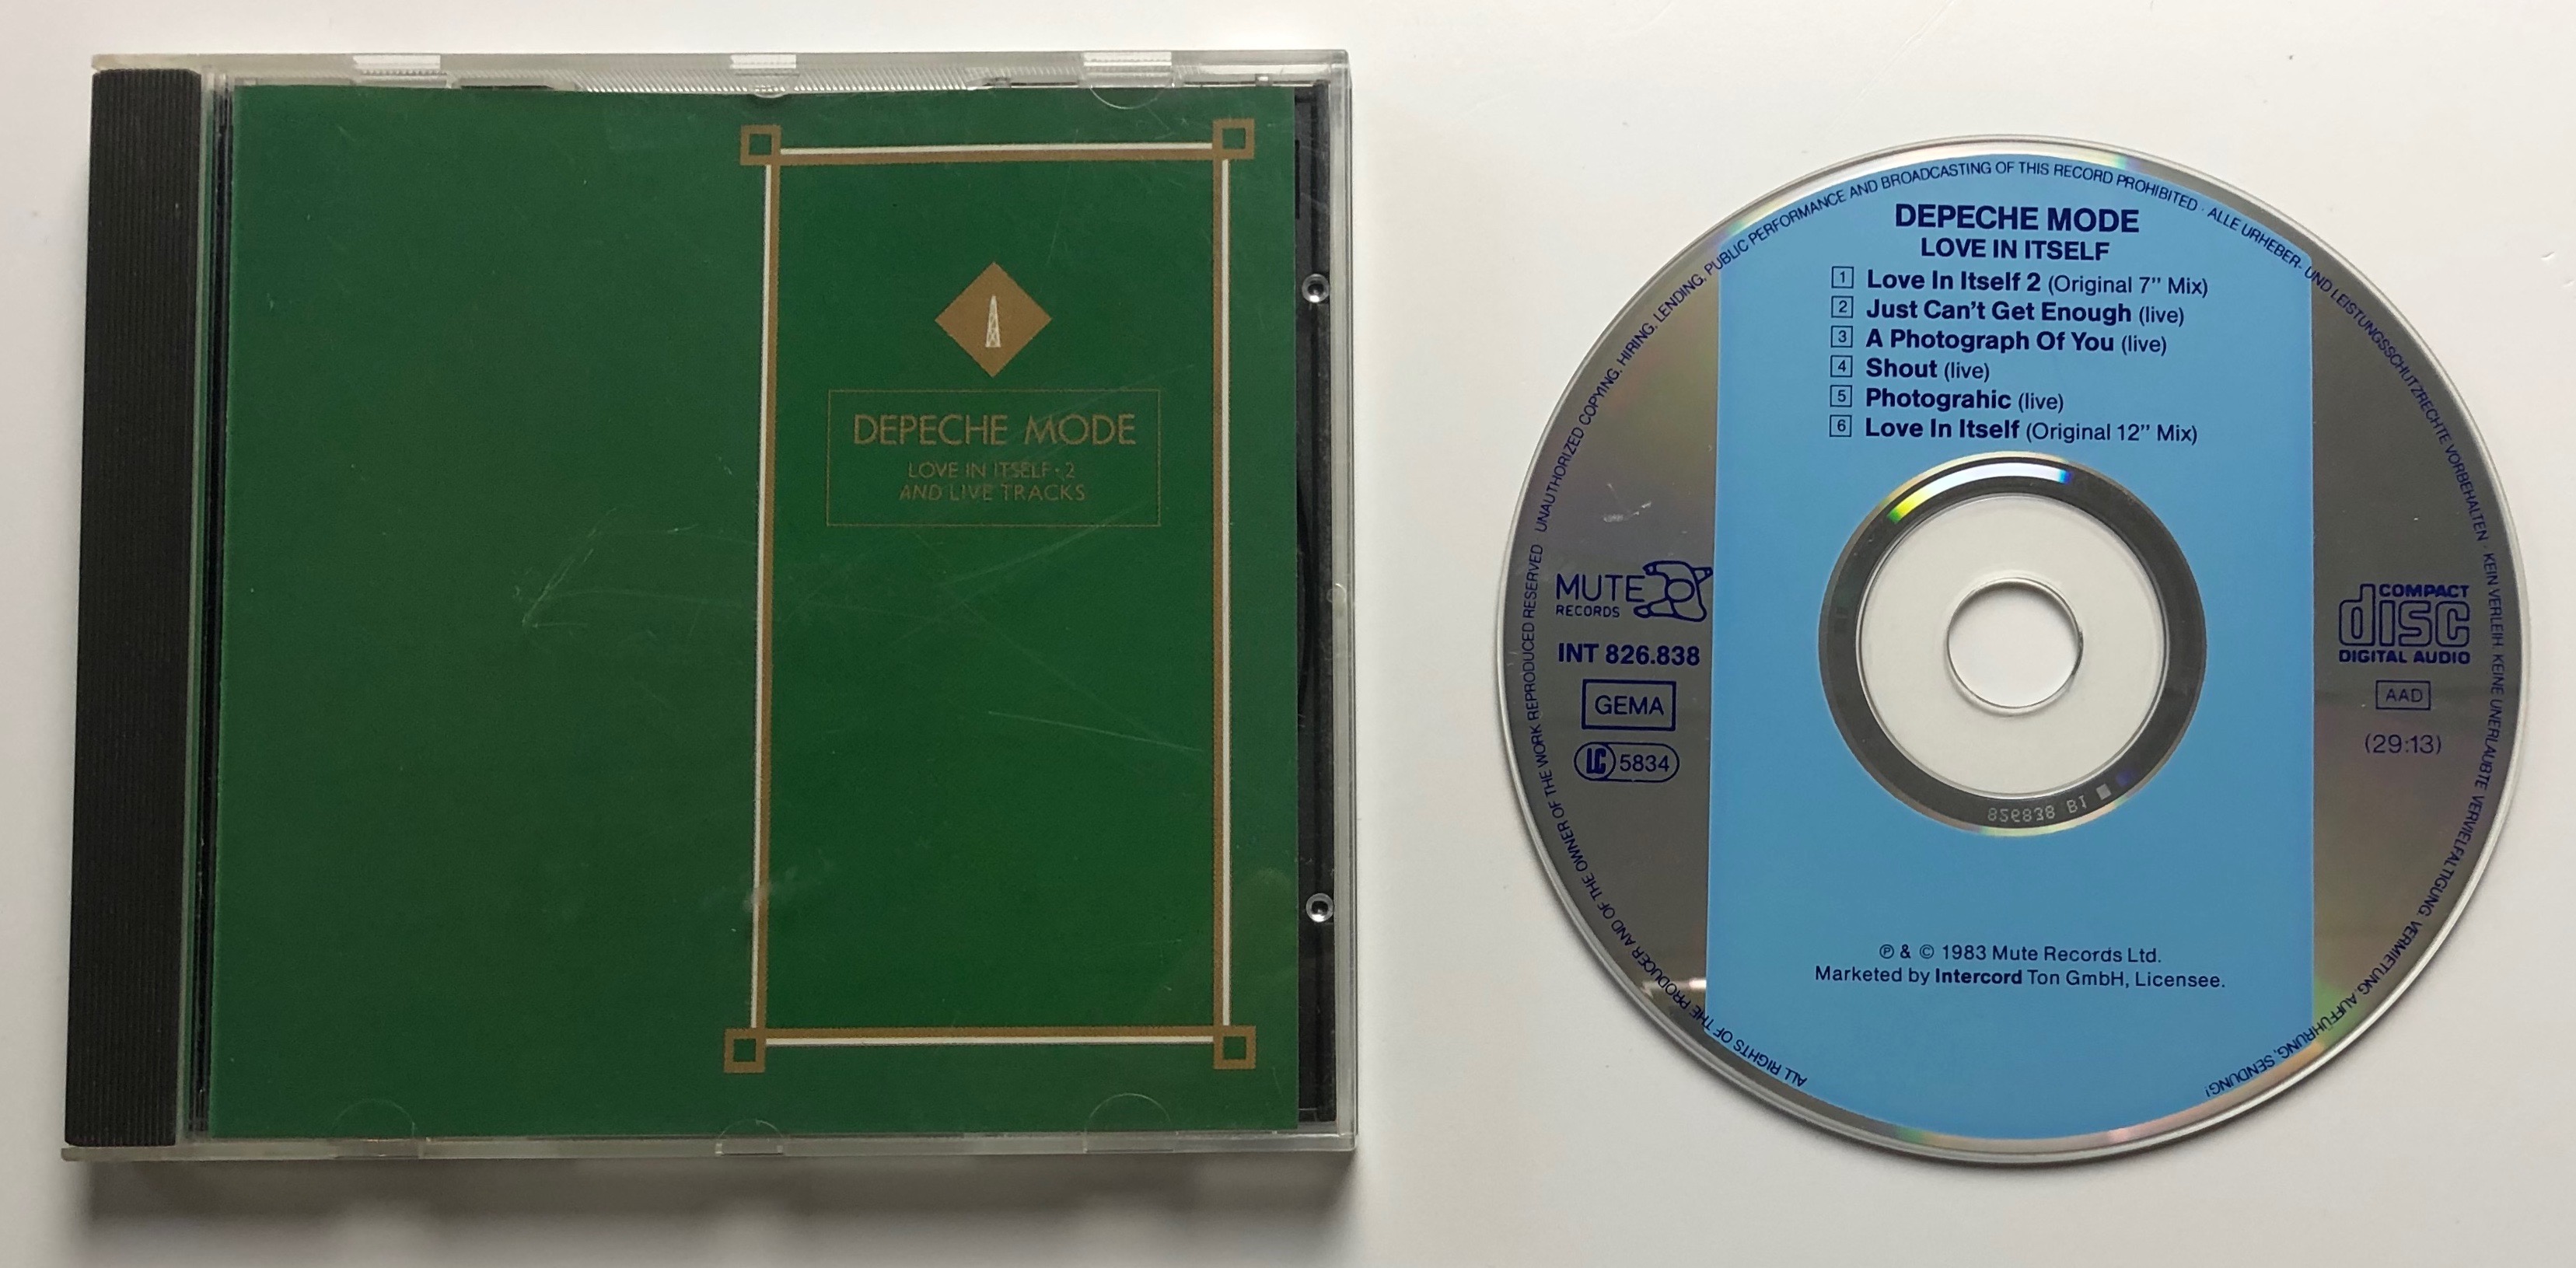 DEPECHE MODE
LOVE IN ITSELF·2
AND LIVE TRACKS
DEPECHE MODE
LOVE IN ITSELF
1 Love In Itself 2 (Original 7" Mix)
2 Just Can't Get Enough (live)
3 A Photograph Of You (live)
4 Shout (live)
5 Photograhic (live)
6 Love In Itself (Original 12" Mix)
MUTE
RECORDS
INT 826.838
GEMA
LC 5834
COMPACT
disc
DIGITAL AUDIO
AAD
(29:13)
826838 B1
℗ & © 1983 Mute Records Ltd.
Marketed by Intercord Ton GmbH, Licensee.
ALL RIGHTS OF THE PRODUCER AND OF THE OWNER OF THE WORK REPRODUCED RESERVED UNAUTHORIZED COPYING, HIRING, LENDING, PUBLIC PERFORMANCE AND BROADCASTING OF THIS RECORD PROHIBITED · ALLE URHEBER- UND LEISTUNGSSCHUTZRECHTE VORBEHALTEN · KEIN VERLEIH KEINE UNERLAUBTE VERVIELFALTIGUNG, VERMIETUNG, AUFFÜHRUNG, SENDUNG!